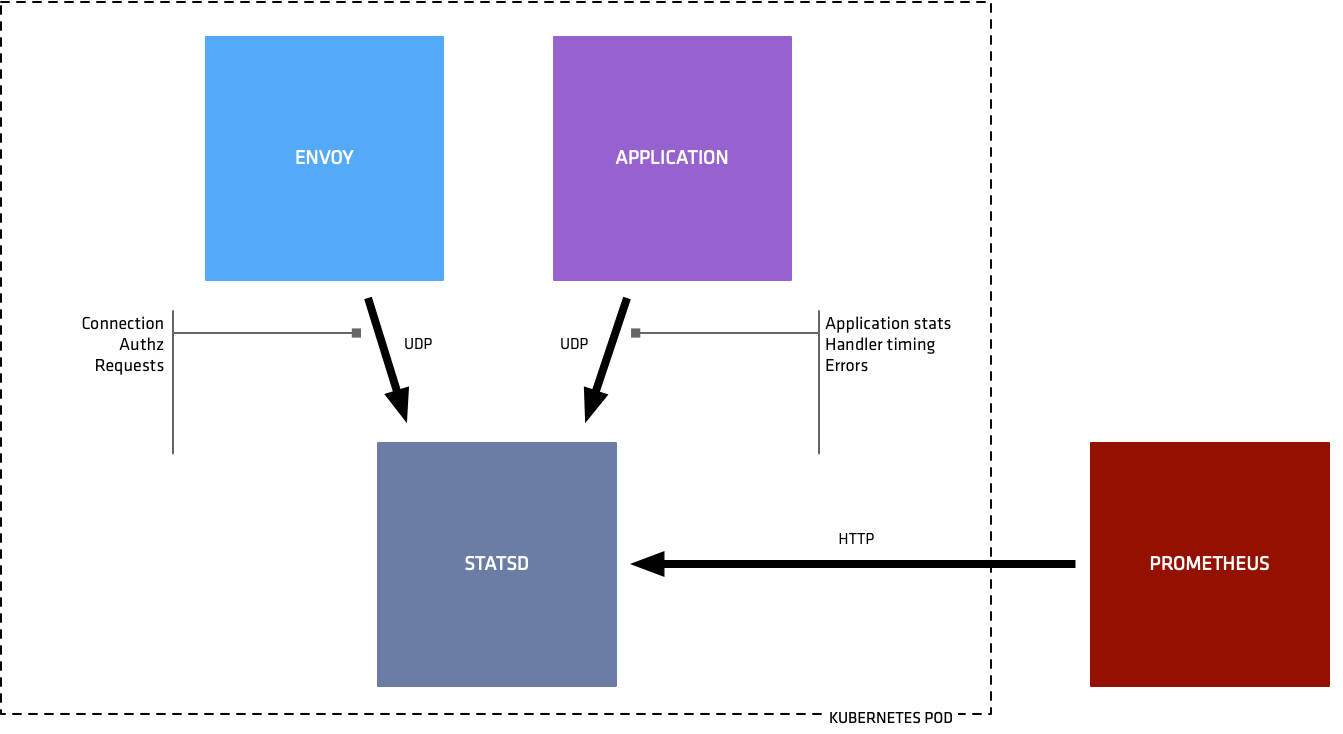 ENVOY
APPLICATION
Connection
Authz
Requests
UDP
UDP
Application stats
Handler timing
Errors
STATSD
HTTP
PROMETHEUS
KUBERNETES POD